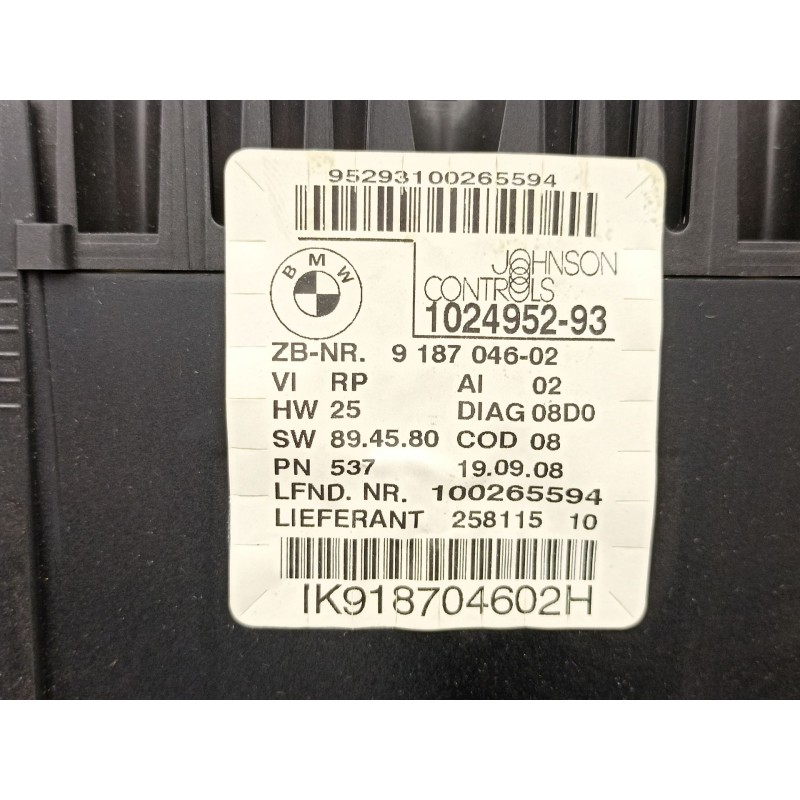 95293100265594
BMW
JOHNSON
CONTROLS
1024952-93
ZB-NR. 9 187 046-02
VI RP AI 02
HW 25 DIAG 08D0
SW 89.45.80 COD 08
PN 537 19.09.08
LFND. NR. 100265594
LIEFERANT 258115 10
IK918704602H